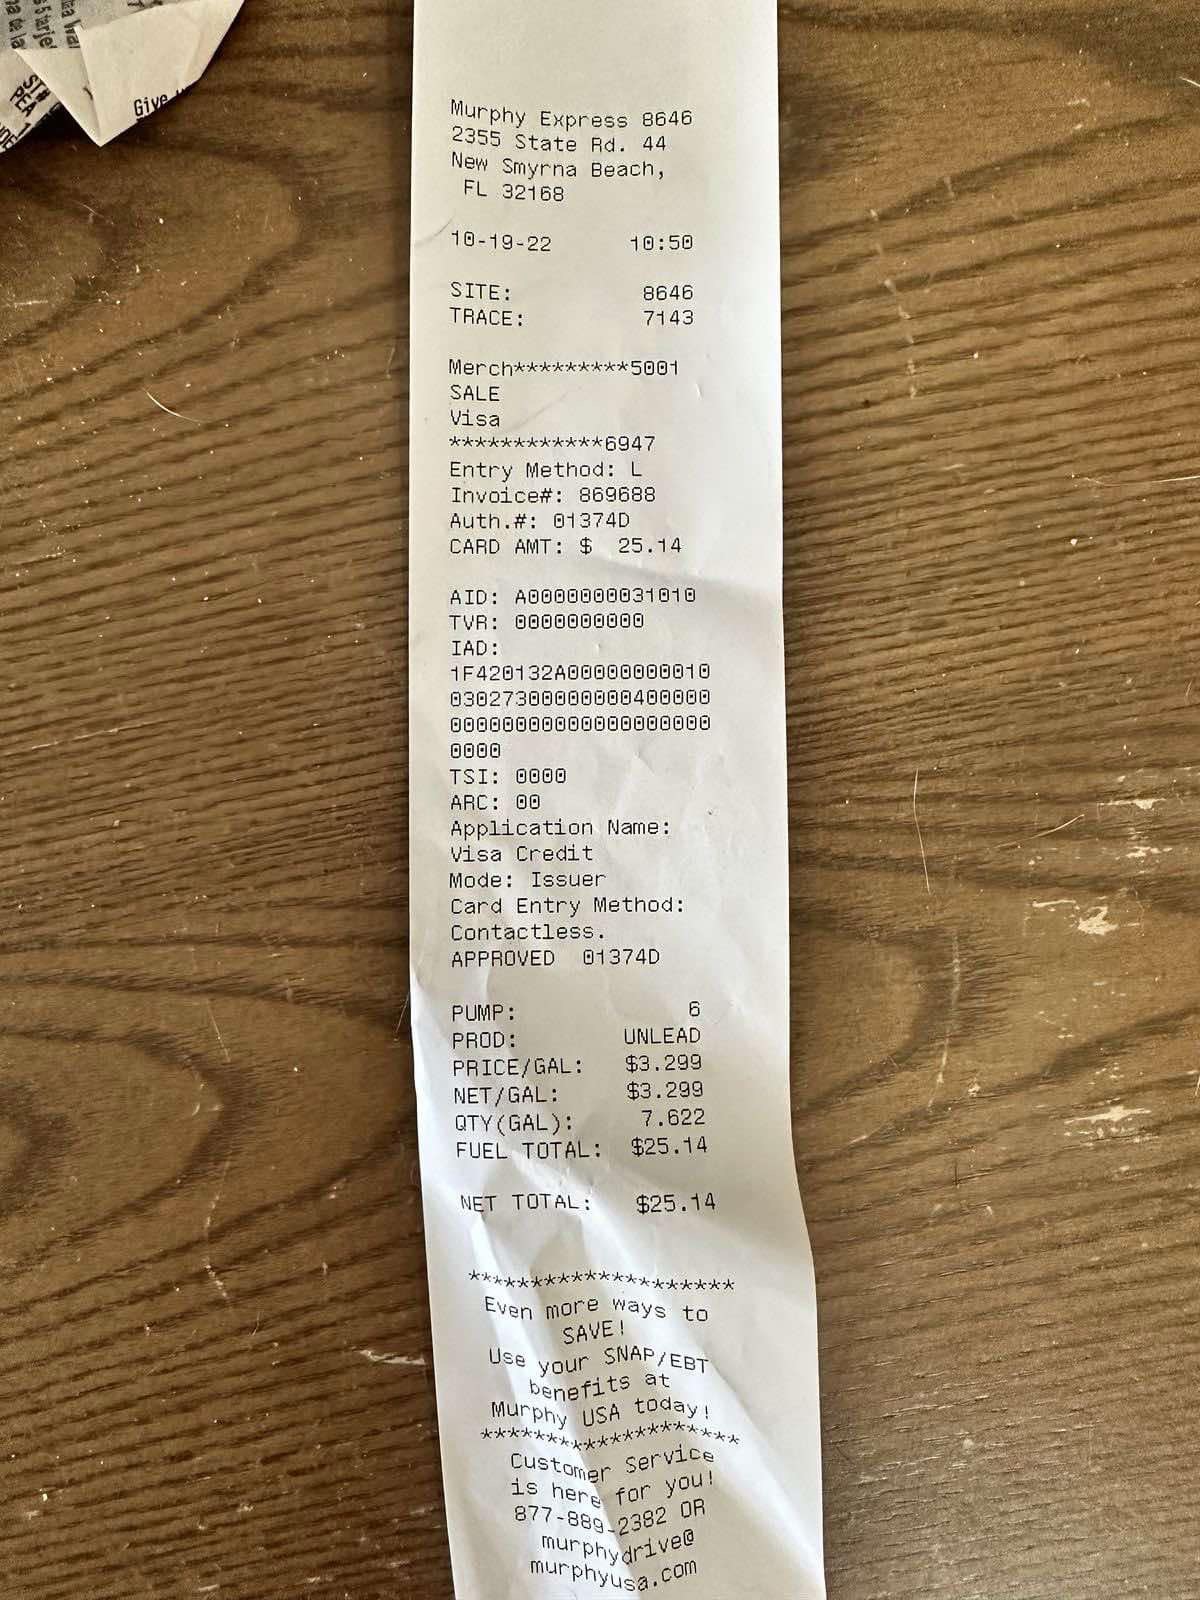 Give
Murphy Express 8646
2355 State Rd. 44
New Smyrna Beach,
FL 32168
10-19-22 10:50
SITE: 8646
TRACE: 7143
Merch*********5001
SALE
Visa
************6947
Entry Method: L
Invoice#: 869688
Auth.#: 01374D
CARD AMT: $ 25.14
AID: A0000000031010
TVR: 0000000000
IAD:
1F420132A00000000010
03027300000000400000
00000000000000000000
0000
TSI: 0000
ARC: 00
Application Name:
Visa Credit
Mode: Issuer
Card Entry Method:
Contactless.
APPROVED 01374D
PUMP: 6
PROD: UNLEAD
PRICE/GAL: $3.299
NET/GAL: $3.299
QTY(GAL): 7.622
FUEL TOTAL: $25.14
NET TOTAL: $25.14
*********************
Even more ways to
SAVE!
Use your SNAP/EBT
benefits at
Murphy USA today!
*********************
Customer Service
is here for you!
877-889-2382 OR
murphydrive@
murphyusa.com